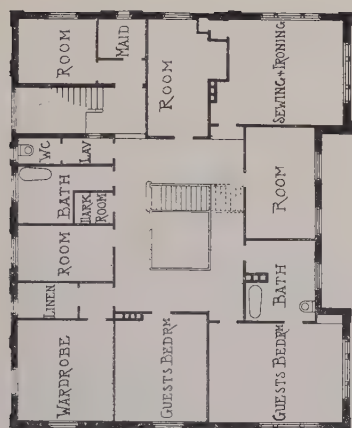 ROOM
MAID
ROOM
SEWING & IRONING
WC
LAV
BATH
DARK
ROOM
ROOM
ROOM
LINEN
BATH
WARDROBE
GUESTS BEDRM
GUESTS BEDRM